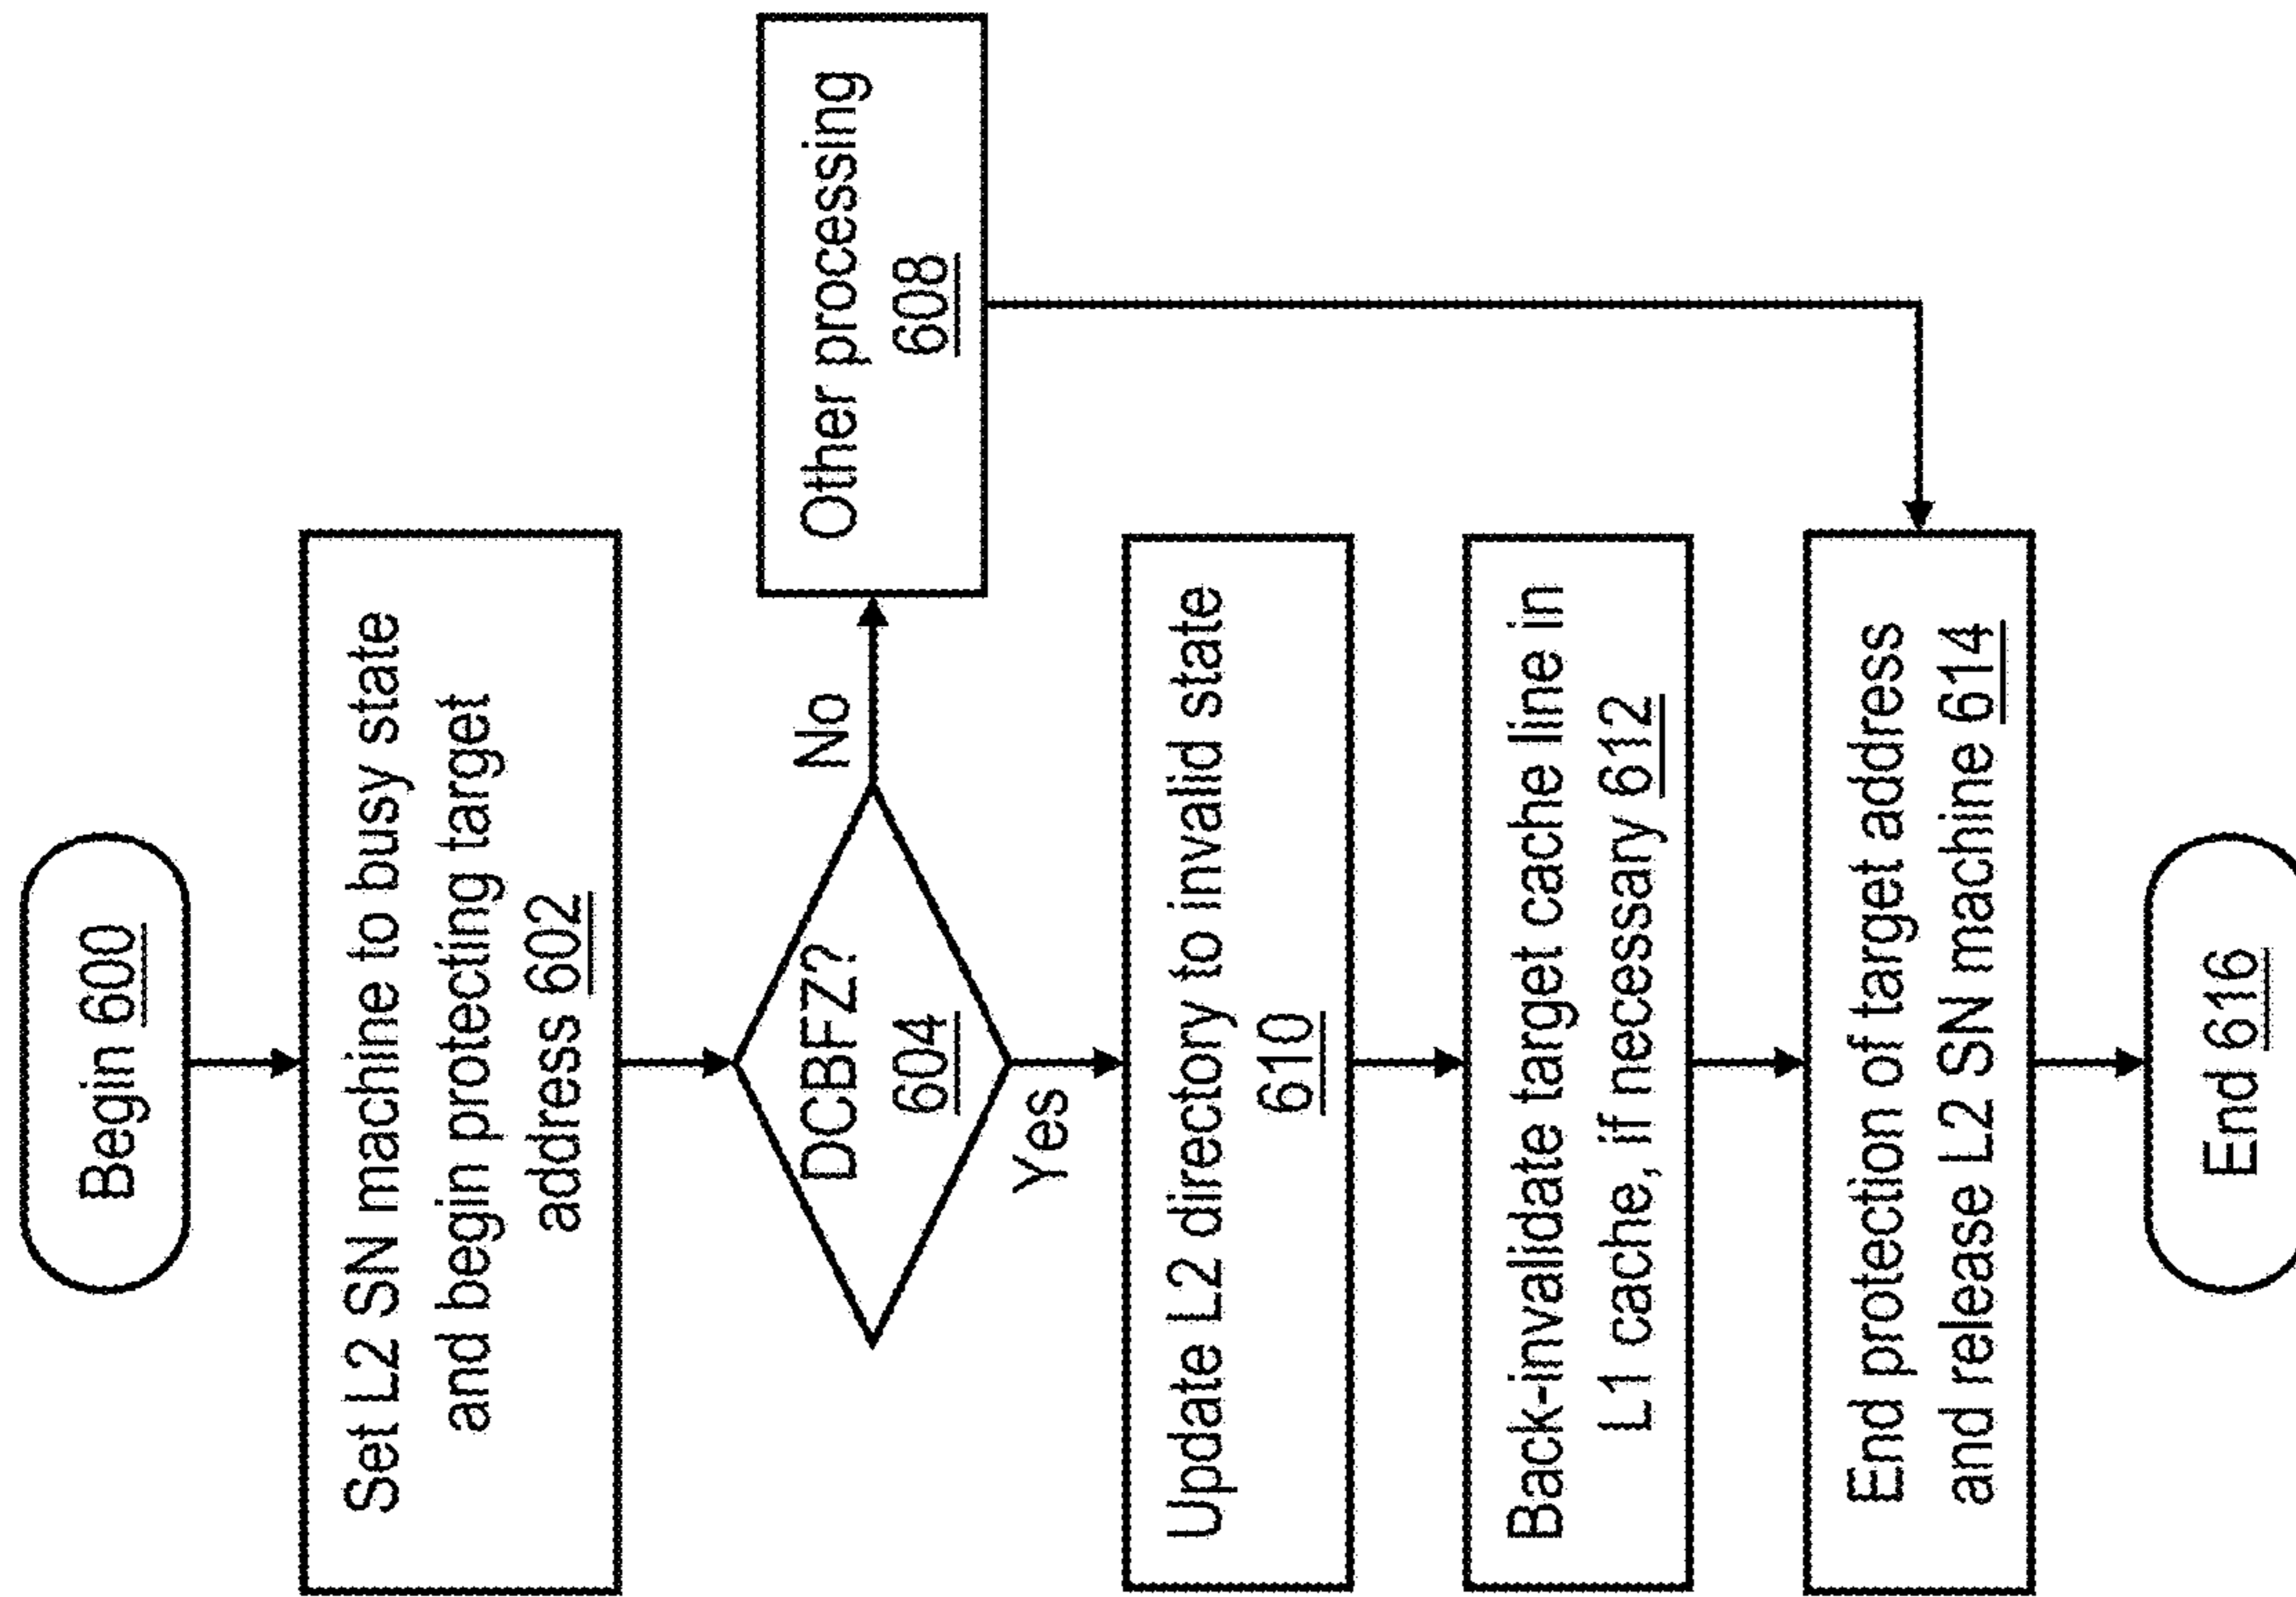 Begin 600
Set L2 SN machine to busy state
and begin protecting target
address 602
DCBFZ?
604
No
Other processing
608
Yes
Update L2 directory to invalid state
610
Back-invalidate target cache line in
L1 cache, if necessary 612
End protection of target address
and release L2 SN machine 614
End 616